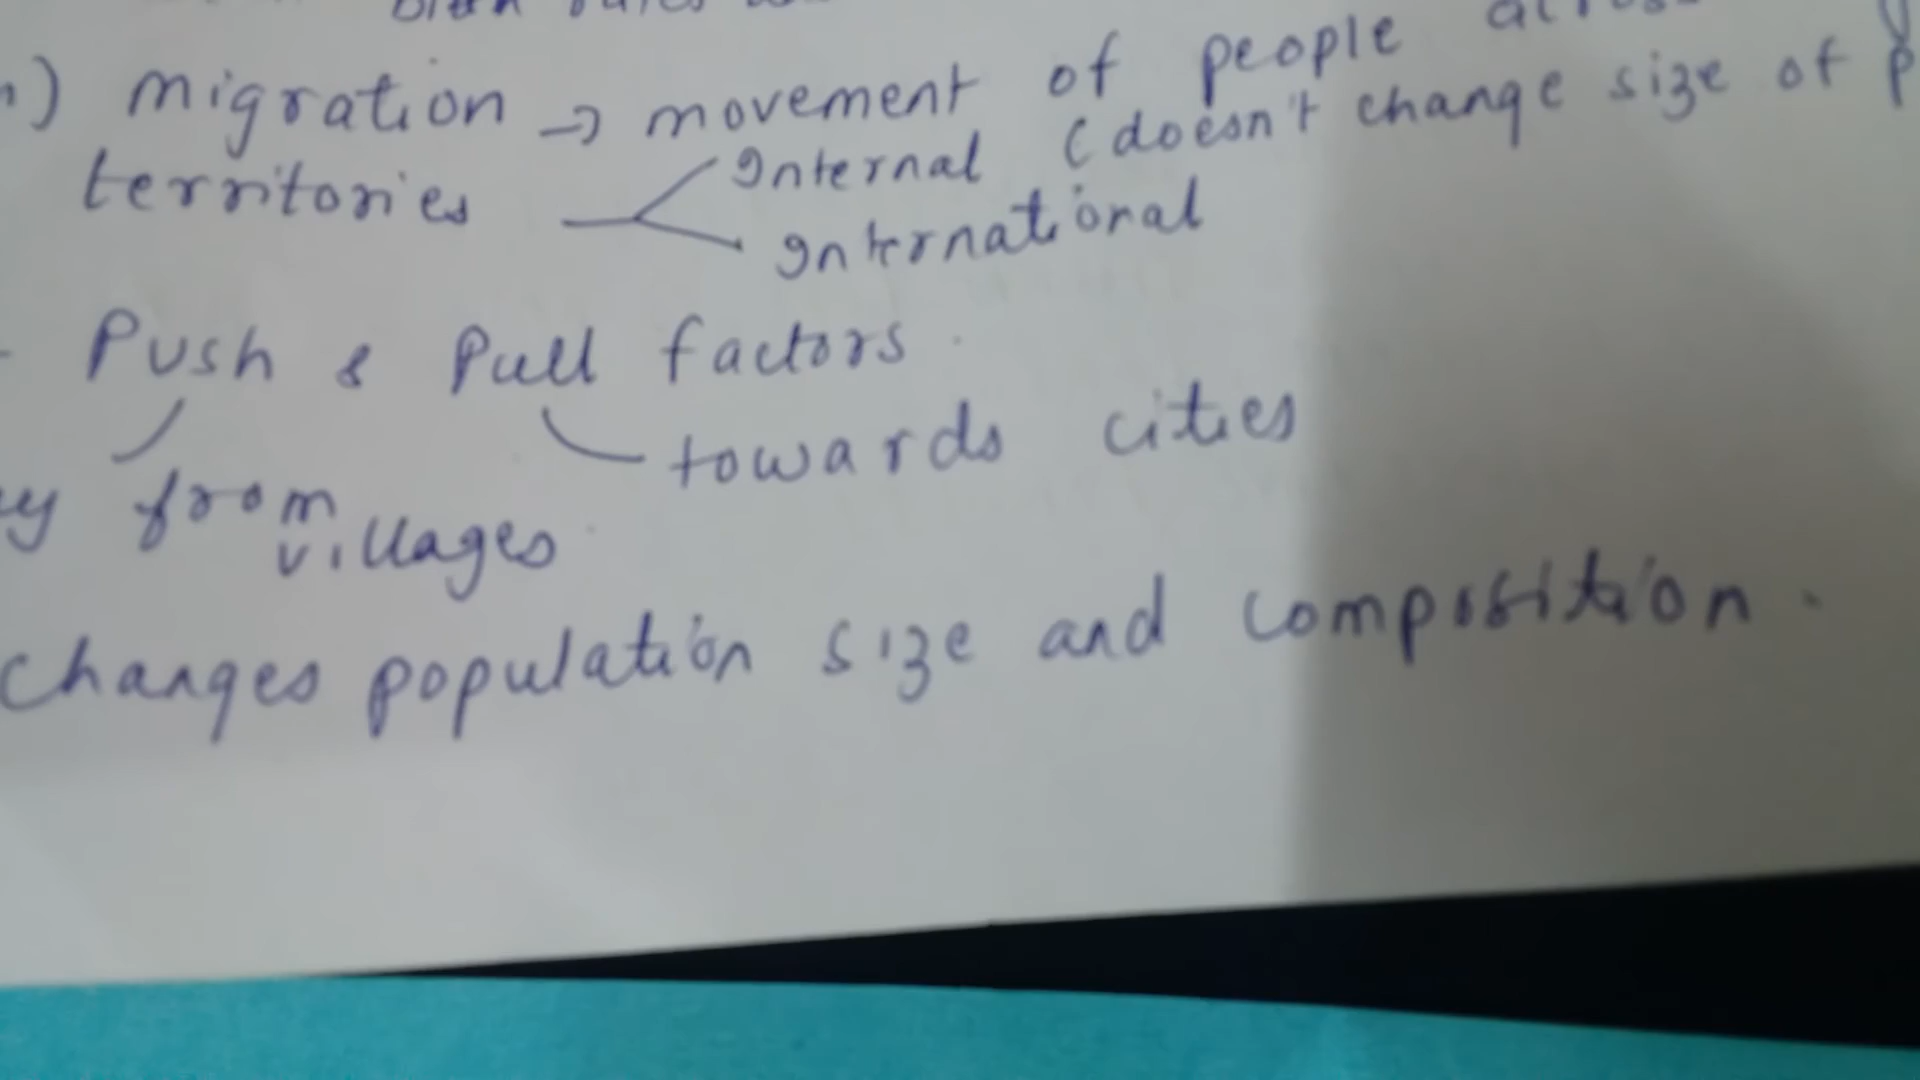 ) migration → movement of people
territories
Internal (doesn't change size of
International
- Push & Pull factors
towards cities
from
villages
changes population size and composition.